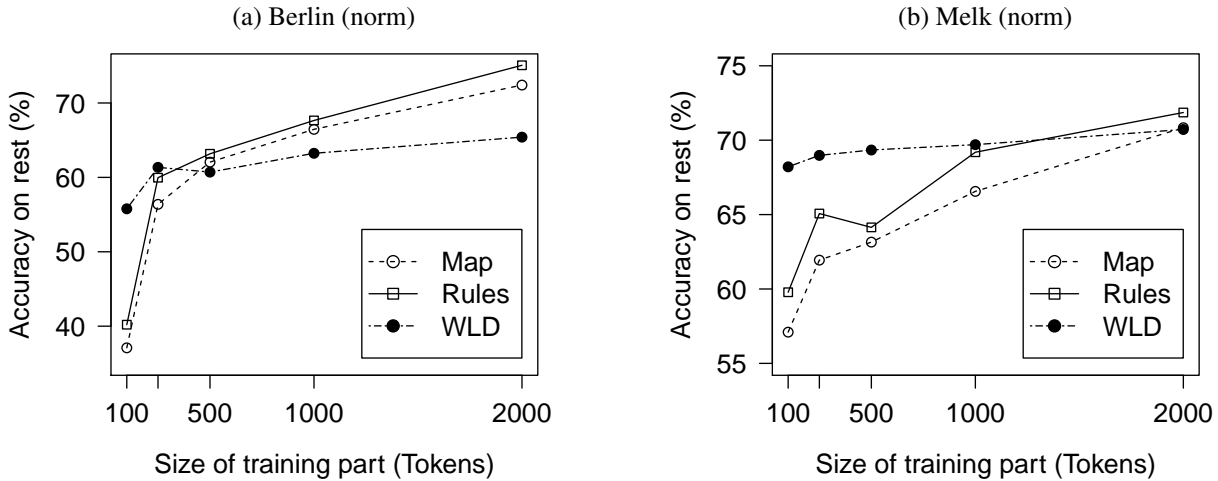 (a) Berlin (norm)
Accuracy on rest (%)
70
60
50
40
100
500
1000
2000
Size of training part (Tokens)
Map
Rules
WLD
(b) Melk (norm)
Accuracy on rest (%)
75
70
65
60
55
100
500
1000
2000
Size of training part (Tokens)
Map
Rules
WLD